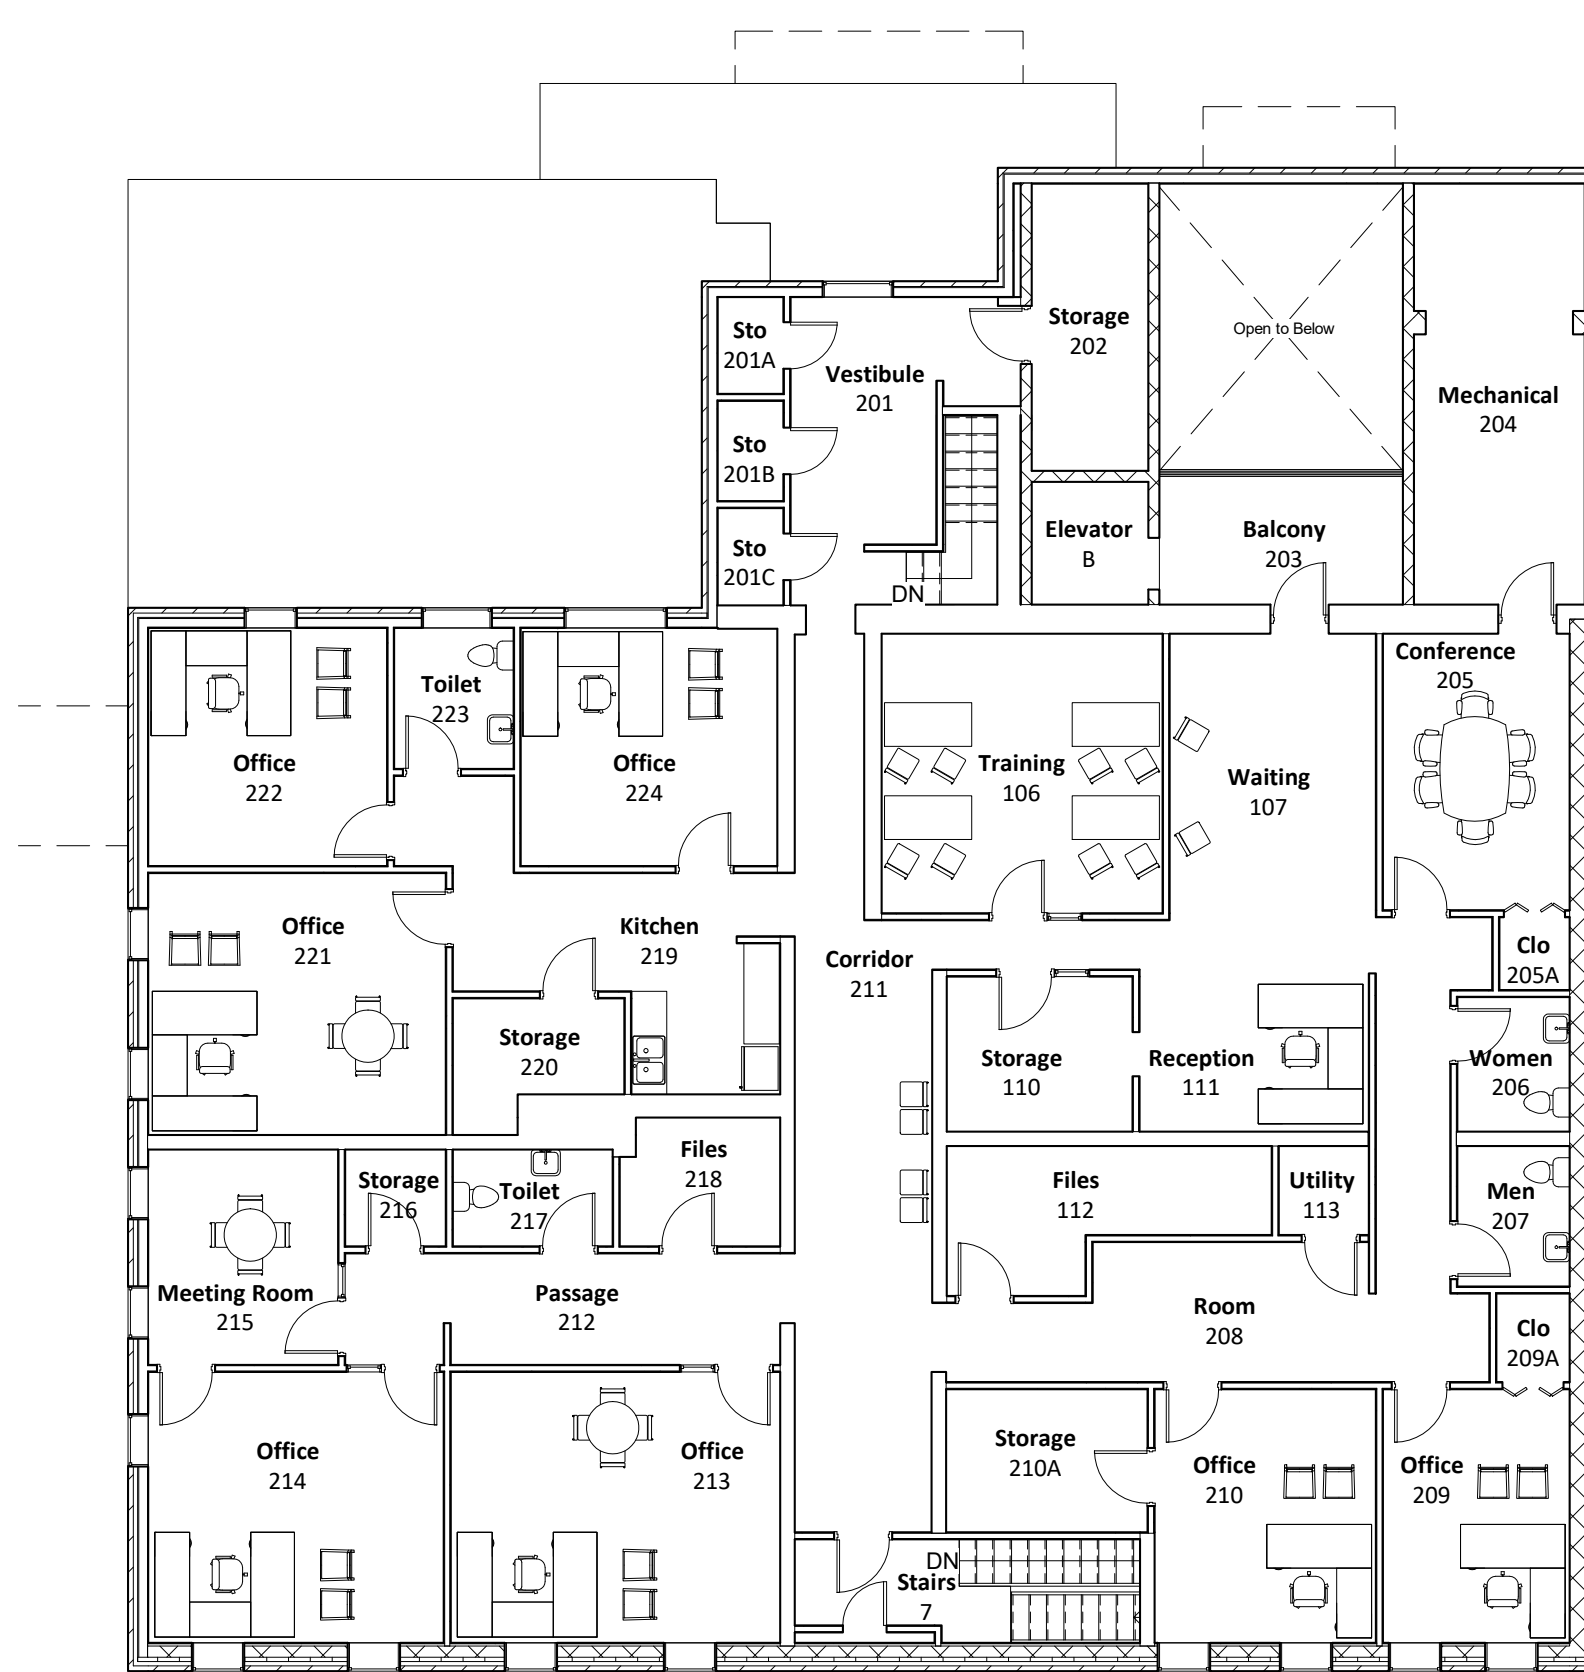 Sto
201A
Vestibule
201
Storage
202
Open to Below
Mechanical
204
Sto
201B
Sto
201C
DN
Elevator
B
Balcony
203
Office
222
Toilet
223
Office
224
Training
106
Waiting
107
Conference
205
Office
221
Kitchen
219
Corridor
211
Clo
205A
Storage
220
Storage
110
Reception
111
Women
206
Storage
216
Toilet
217
Files
218
Files
112
Utility
113
Men
207
Meeting Room
215
Passage
212
Room
208
Clo
209A
Office
214
Office
213
Storage
210A
Office
210
Office
209
DN
Stairs
7